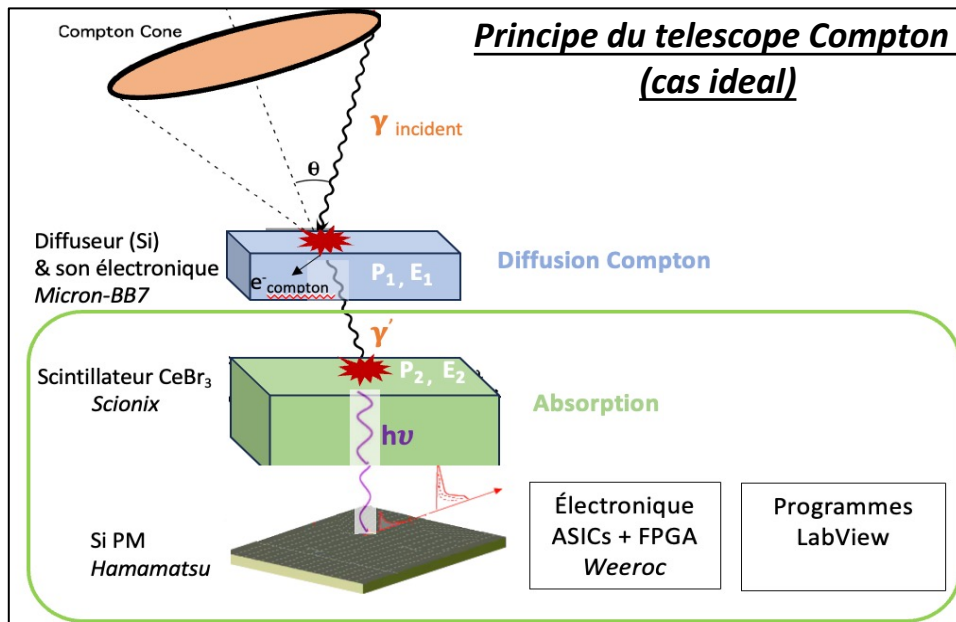 Principe du telescope Compton
(cas ideal)
Compton Cone
γ incident
θ
Diffuseur (Si)
& son électronique
Micron-BB7
e⁻compton
P₁, E₁
Diffusion Compton
γ'
Scintillateur CeBr₃
Scionix
P₂, E₂
Absorption
hυ
Si PM
Hamamatsu
Électronique
ASICs + FPGA
Weeroc
Programmes
LabView